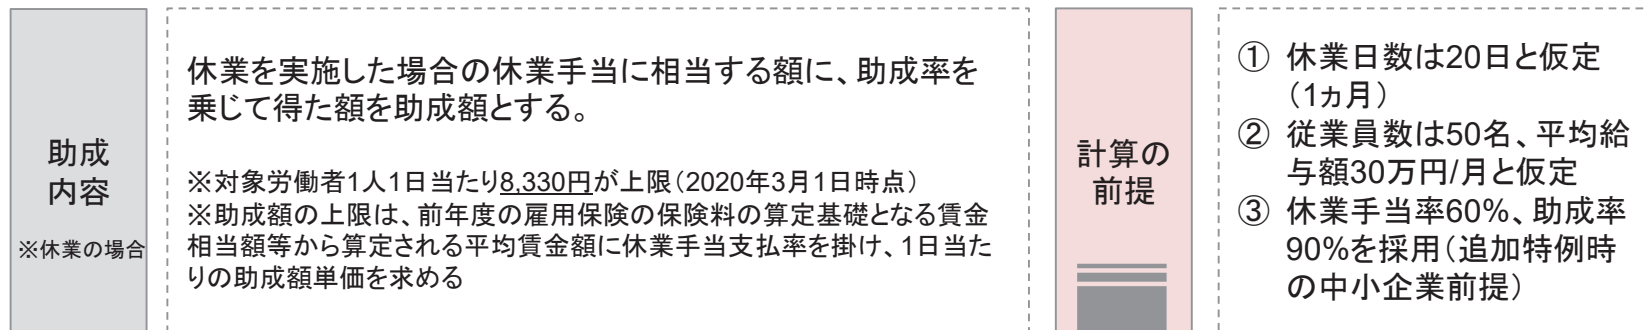 助成
内容
※休業の場合
休業を実施した場合の休業手当に相当する額に、助成率を
乗じて得た額を助成額とする。
※対象労働者1人1日当たり8,330円が上限（2020年3月1日時点）
※助成額の上限は、前年度の雇用保険の保険料の算定基礎となる賃金
相当額等から算定される平均賃金額に休業手当支払率を掛け、1日当た
りの助成額単価を求める
計算の
前提
① 休業日数は20日と仮定
（1ヵ月）
② 従業員数は50名、平均給
与額30万円/月と仮定
③ 休業手当率60%、助成率
90%を採用（追加特例時
の中小企業前提）